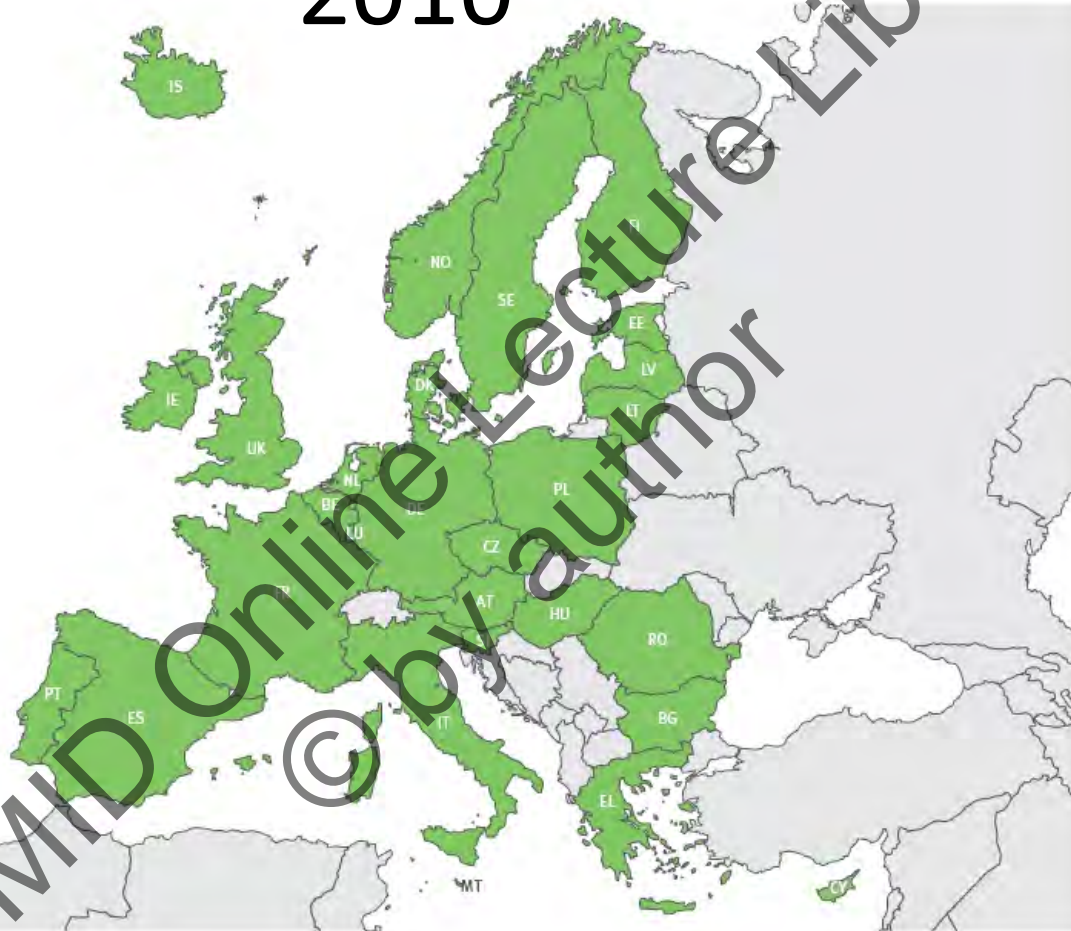 2010
IS
FI
NO
SE
EE
LV
DK
LT
IE
UK
NL
PL
BE
DE
LU
CZ
FR
AT
HU
RO
PT
ES
BG
IT
EL
MT
CY
MID Online Lecture Lib
© by author